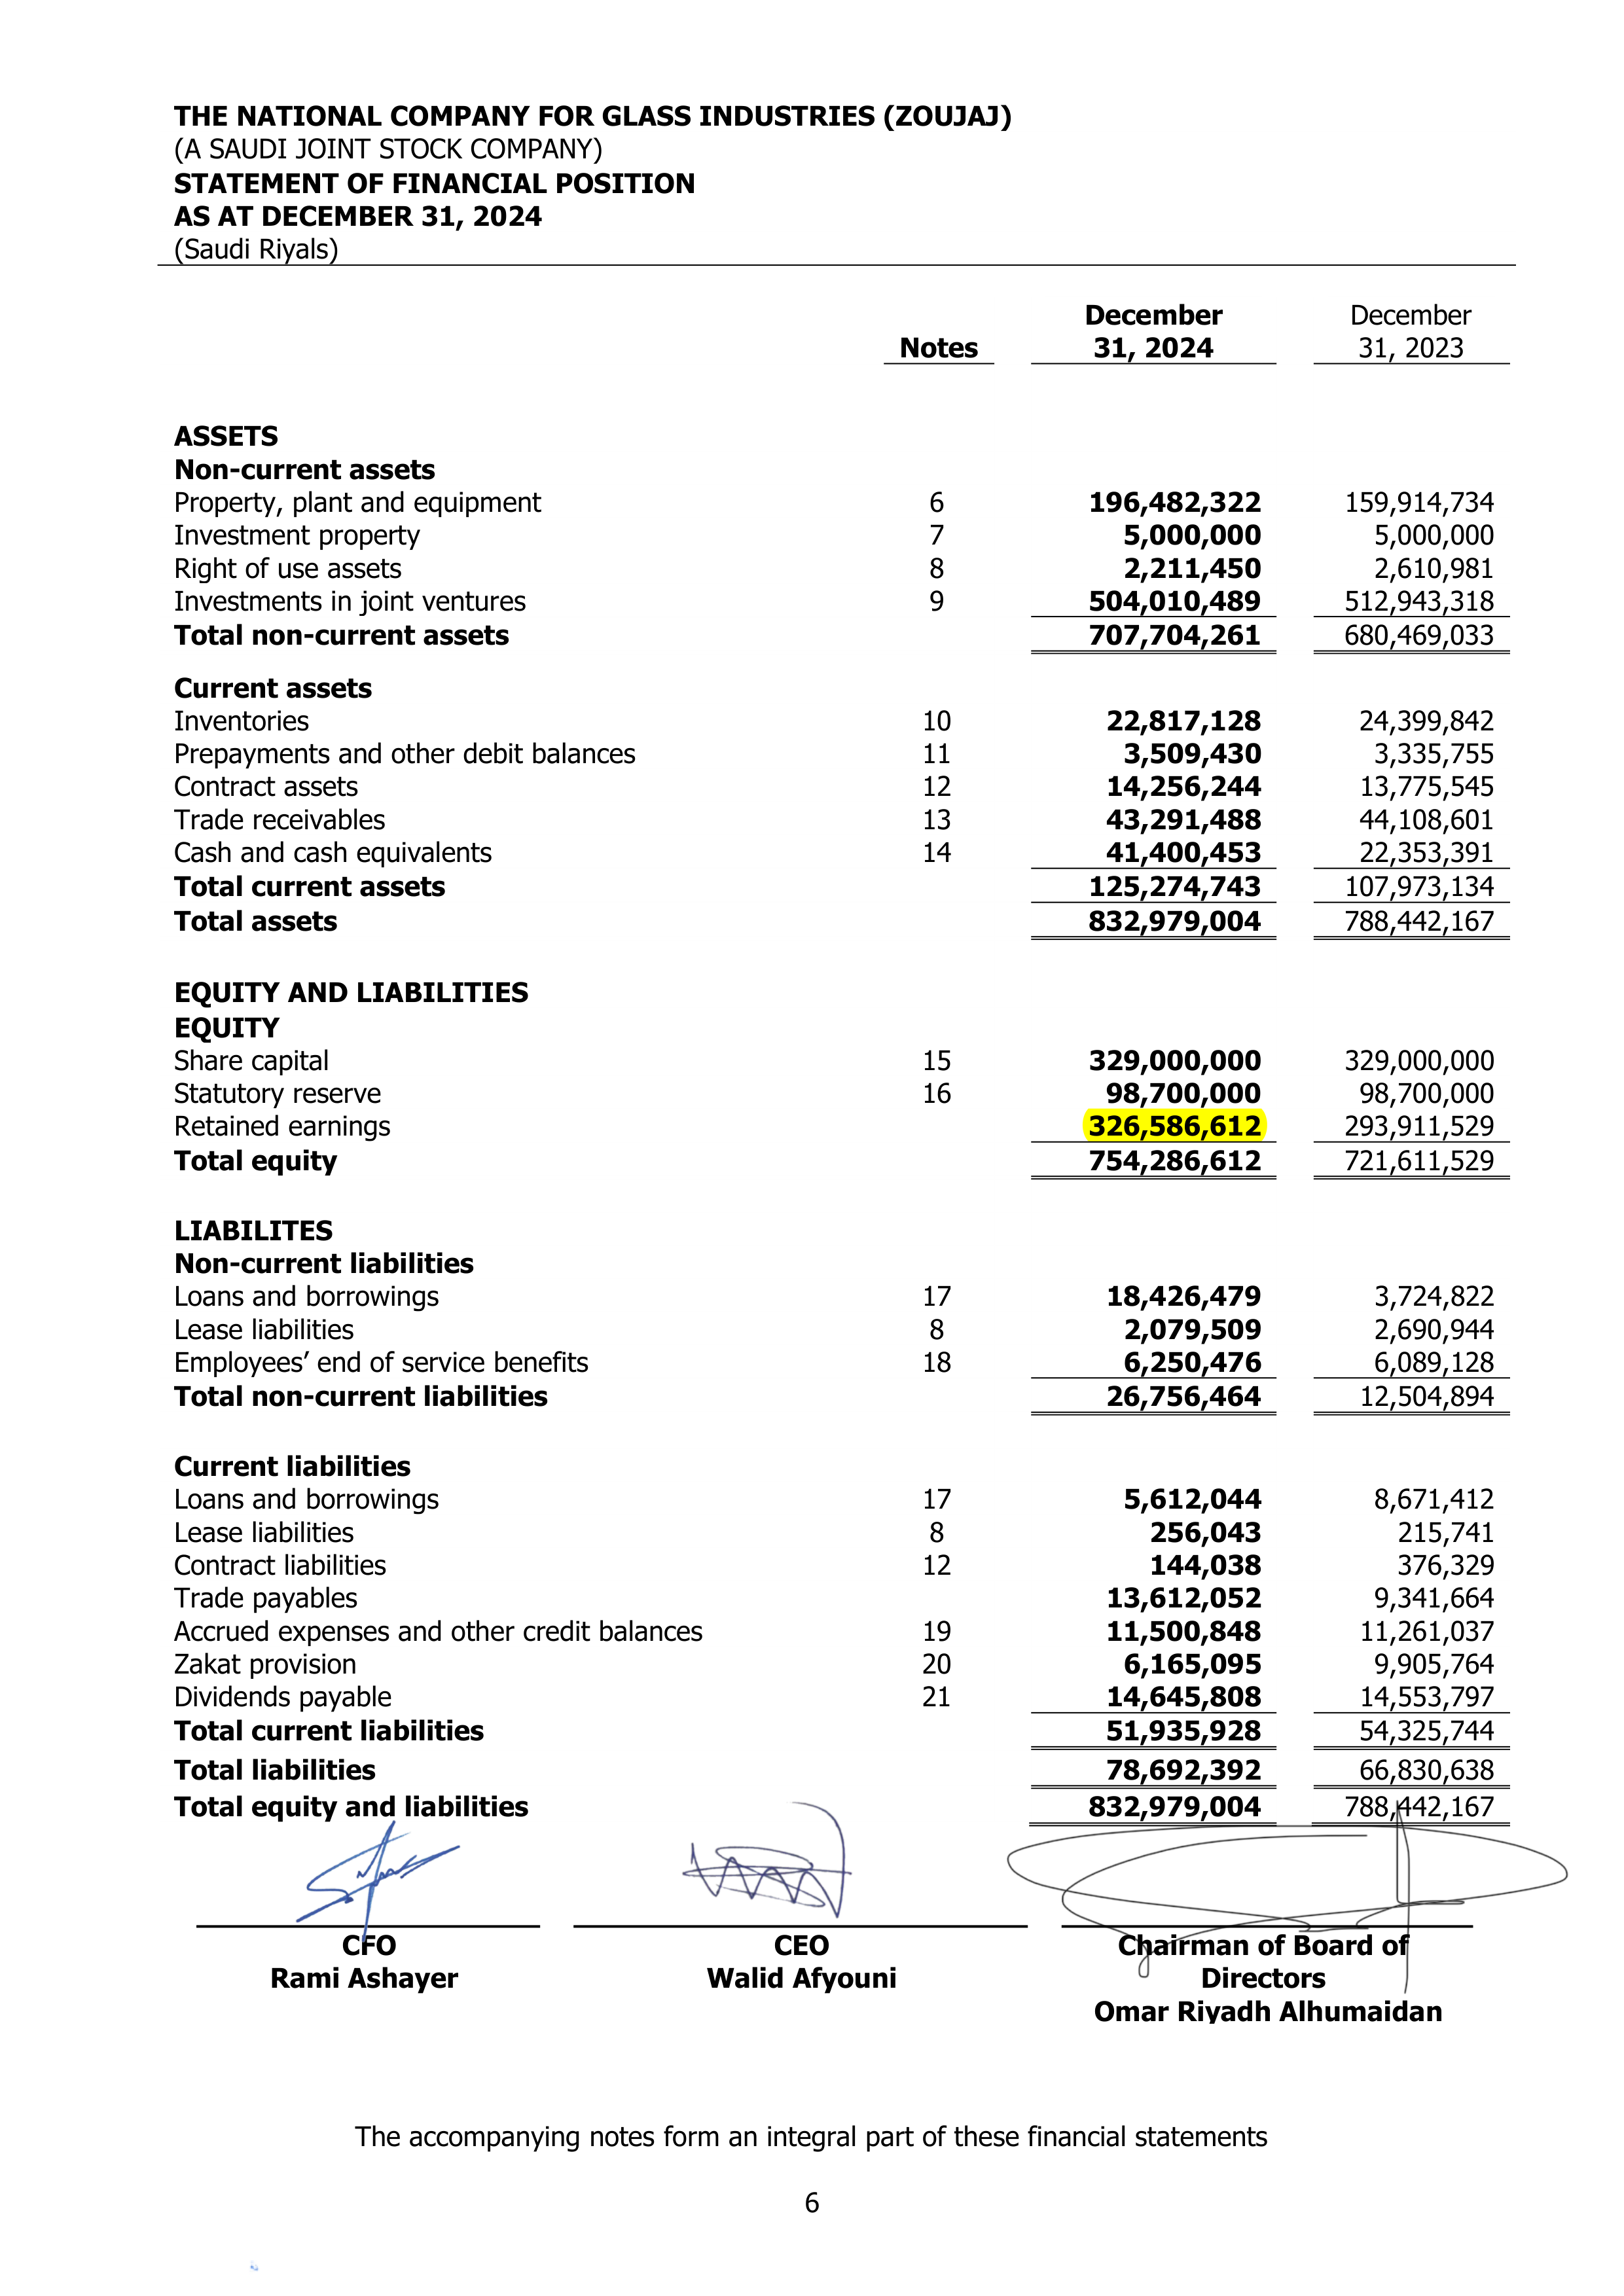 THE NATIONAL COMPANY FOR GLASS INDUSTRIES (ZOUJAJ)
(A SAUDI JOINT STOCK COMPANY)
STATEMENT OF FINANCIAL POSITION
AS AT DECEMBER 31, 2024
(Saudi Riyals)
December December
Notes 31, 2024 31, 2023
ASSETS
Non-current assets
Property, plant and equipment 6 196,482,322 159,914,734
Investment property 7 5,000,000 5,000,000
Right of use assets 8 2,211,450 2,610,981
Investments in joint ventures 9 504,010,489 512,943,318
Total non-current assets 707,704,261 680,469,033
Current assets
Inventories 10 22,817,128 24,399,842
Prepayments and other debit balances 11 3,509,430 3,335,755
Contract assets 12 14,256,244 13,775,545
Trade receivables 13 43,291,488 44,108,601
Cash and cash equivalents 14 41,400,453 22,353,391
Total current assets 125,274,743 107,973,134
Total assets 832,979,004 788,442,167
EQUITY AND LIABILITIES
EQUITY
Share capital 15 329,000,000 329,000,000
Statutory reserve 16 98,700,000 98,700,000
Retained earnings 326,586,612 293,911,529
Total equity 754,286,612 721,611,529
LIABILITES
Non-current liabilities
Loans and borrowings 17 18,426,479 3,724,822
Lease liabilities 8 2,079,509 2,690,944
Employees’ end of service benefits 18 6,250,476 6,089,128
Total non-current liabilities 26,756,464 12,504,894
Current liabilities
Loans and borrowings 17 5,612,044 8,671,412
Lease liabilities 8 256,043 215,741
Contract liabilities 12 144,038 376,329
Trade payables 13,612,052 9,341,664
Accrued expenses and other credit balances 19 11,500,848 11,261,037
Zakat provision 20 6,165,095 9,905,764
Dividends payable 21 14,645,808 14,553,797
Total current liabilities 51,935,928 54,325,744
Total liabilities 78,692,392 66,830,638
Total equity and liabilities 832,979,004 788,442,167
CFO CEO Chairman of Board of
Rami Ashayer Walid Afyouni Directors
Omar Riyadh Alhumaidan
The accompanying notes form an integral part of these financial statements
6